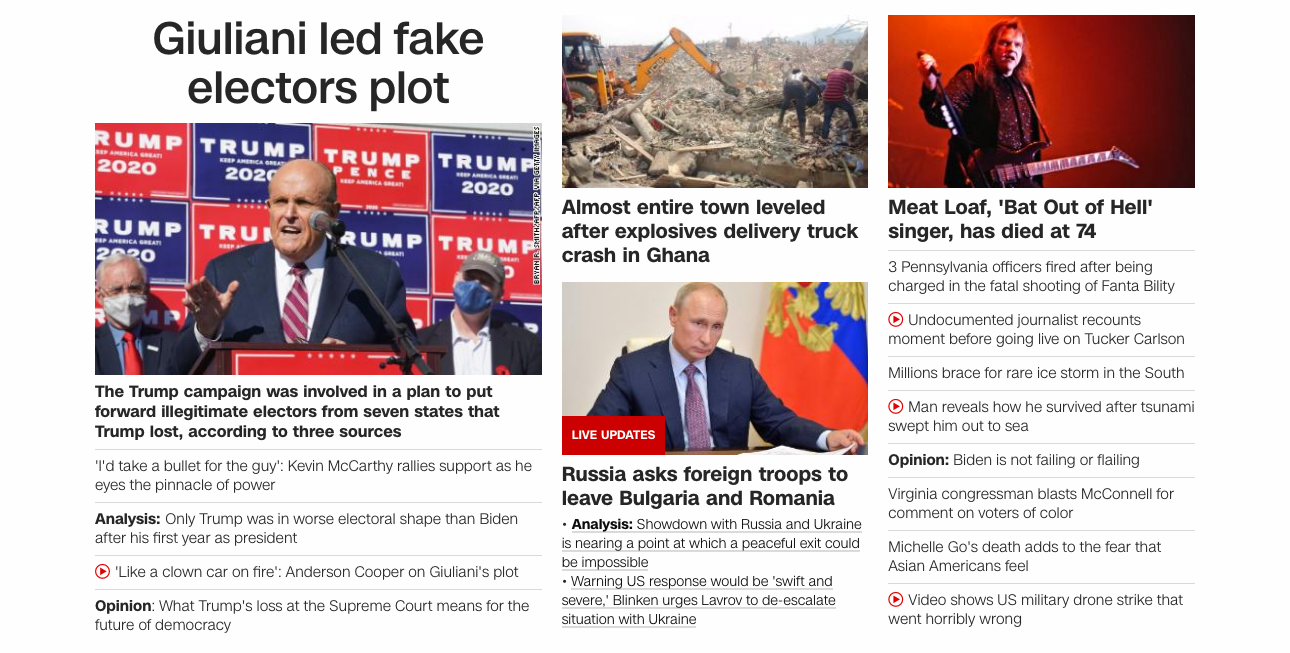 Giuliani led fake
electors plot
RUMP
TRUMP
TRUMP
TRUMP
KEEP AMERICA GREAT!
PENCE
KEEP AMERICA GREAT!
2020
2020
KEEP AMERICA GREAT!
2020
RUMP
RUMP
TRUMP
2020
BRYAN R. SMITH/AFP/AFP VIA GETTY IMAGES
The Trump campaign was involved in a plan to put
forward illegitimate electors from seven states that
Trump lost, according to three sources
'I'd take a bullet for the guy': Kevin McCarthy rallies support as he
eyes the pinnacle of power
Analysis: Only Trump was in worse electoral shape than Biden
after his first year as president
'Like a clown car on fire': Anderson Cooper on Giuliani's plot
Opinion: What Trump's loss at the Supreme Court means for the
future of democracy
Almost entire town leveled
after explosives delivery truck
crash in Ghana
LIVE UPDATES
Russia asks foreign troops to
leave Bulgaria and Romania
• Analysis: Showdown with Russia and Ukraine
is nearing a point at which a peaceful exit could
be impossible
• Warning US response would be 'swift and
severe,' Blinken urges Lavrov to de-escalate
situation with Ukraine
Meat Loaf, 'Bat Out of Hell'
singer, has died at 74
3 Pennsylvania officers fired after being
charged in the fatal shooting of Fanta Bility
Undocumented journalist recounts
moment before going live on Tucker Carlson
Millions brace for rare ice storm in the South
Man reveals how he survived after tsunami
swept him out to sea
Opinion: Biden is not failing or flailing
Virginia congressman blasts McConnell for
comment on voters of color
Michelle Go's death adds to the fear that
Asian Americans feel
Video shows US military drone strike that
went horribly wrong